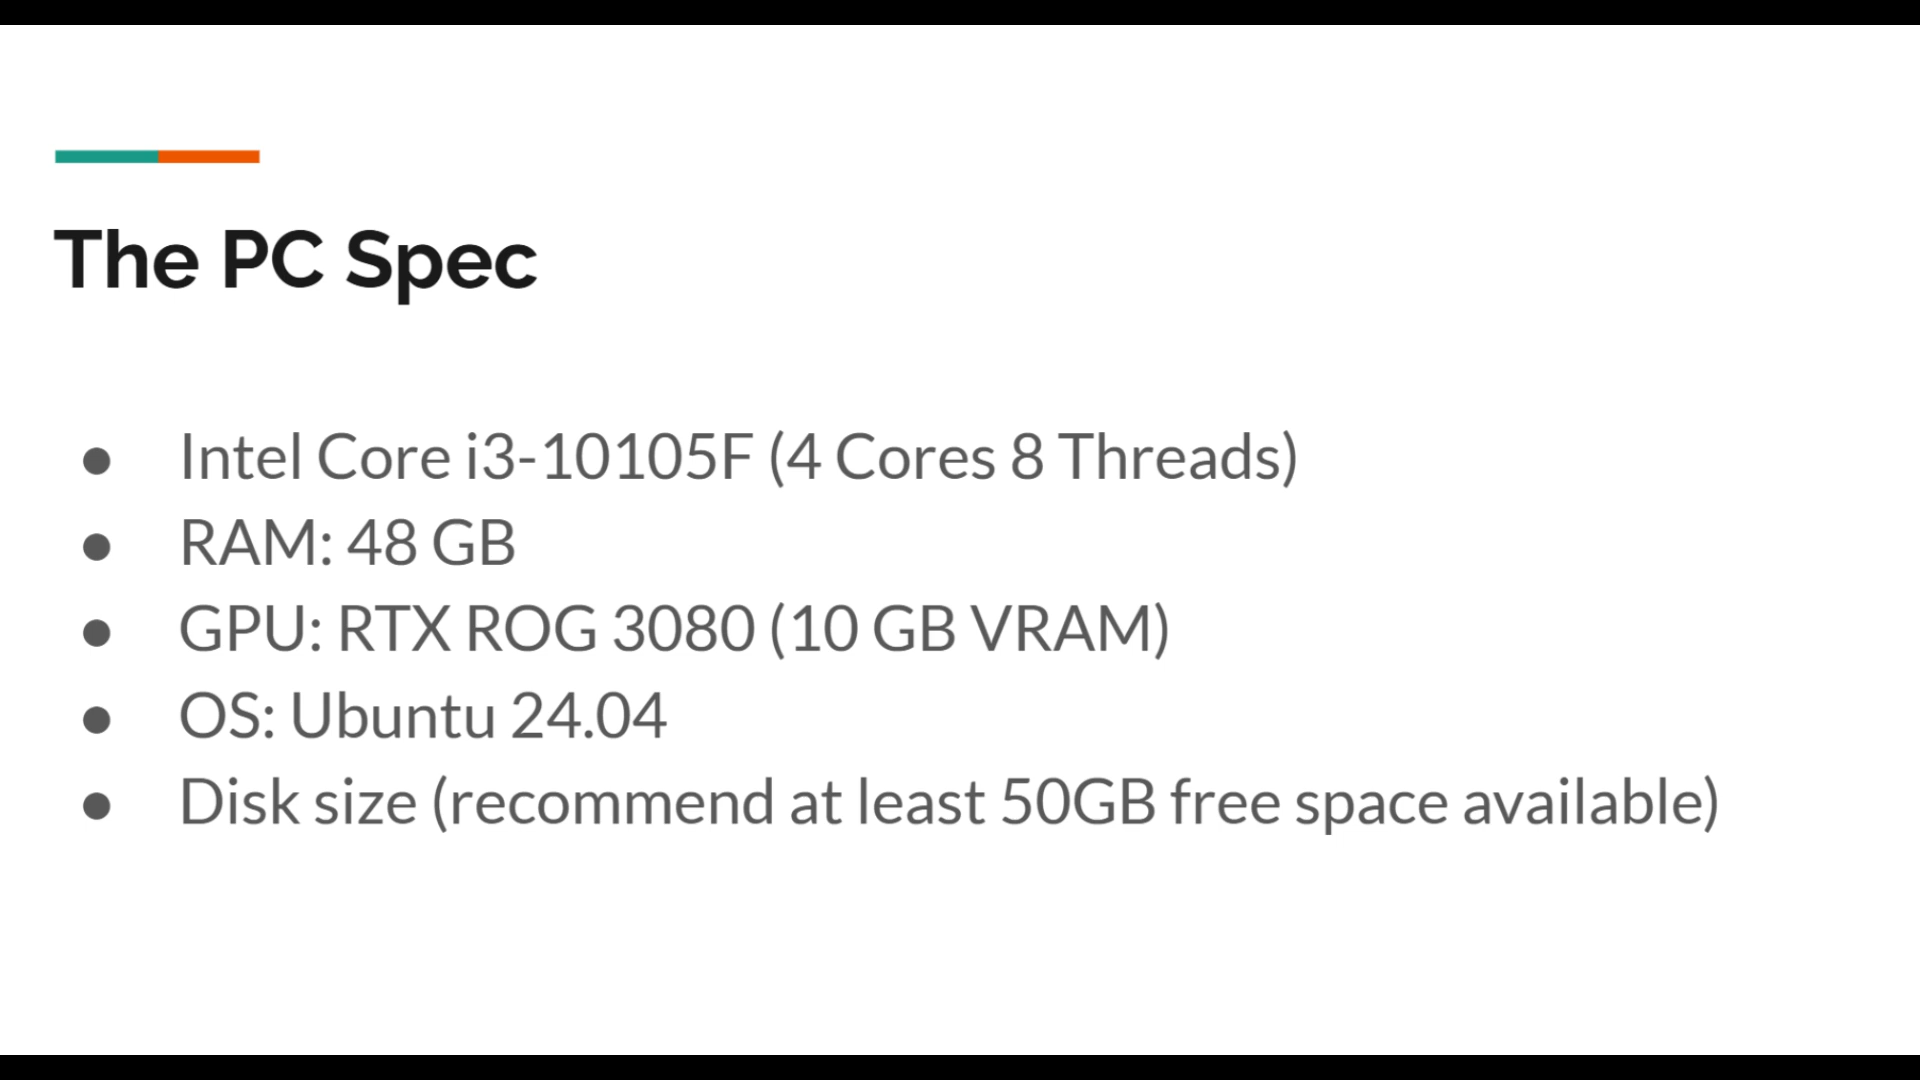 The PC Spec
● Intel Core i3-10105F (4 Cores 8 Threads)
● RAM: 48 GB
● GPU: RTX ROG 3080 (10 GB VRAM)
● OS: Ubuntu 24.04
● Disk size (recommend at least 50GB free space available)